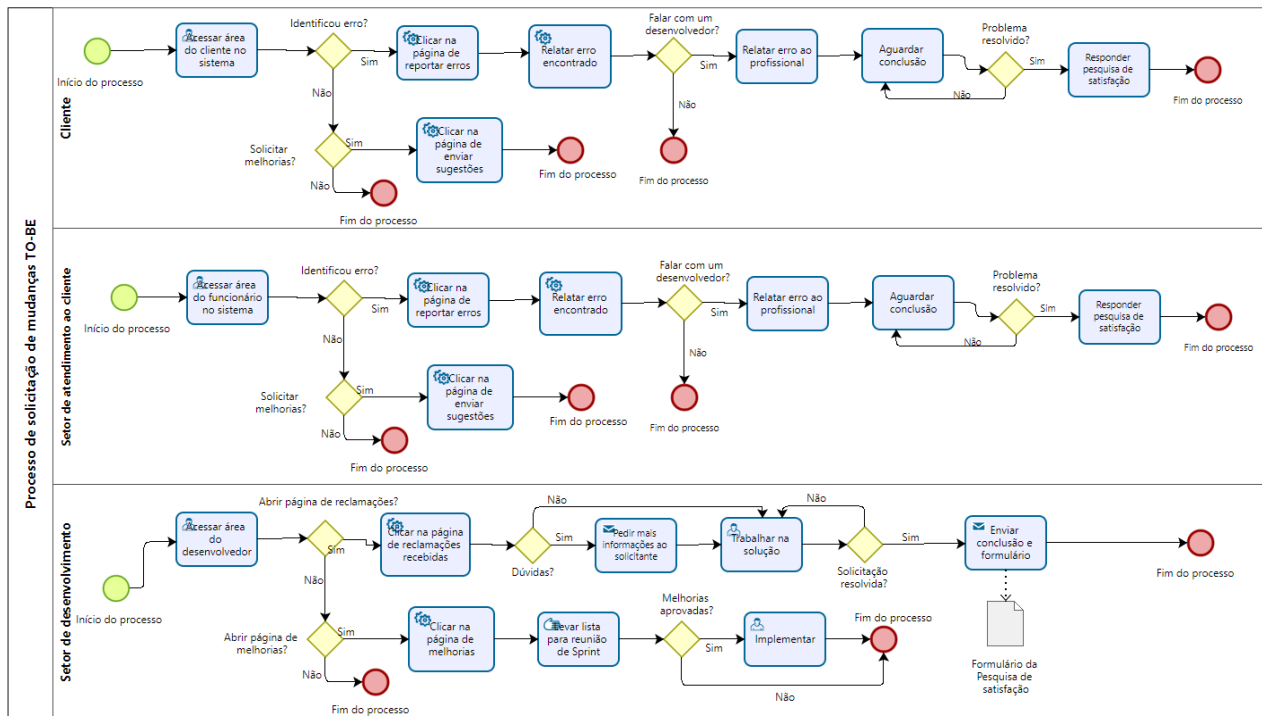 Processo de solicitação de mudanças TO-BE
Cliente
Início do processo
Acessar área
do cliente no
sistema
Identificou erro?
Sim
Não
Clicar na
página de
reportar erros
Relatar erro
encontrado
Falar com um
desenvolvedor?
Sim
Não
Fim do processo
Relatar erro ao
profissional
Aguardar
conclusão
Problema
resolvido?
Sim
Não
Responder
pesquisa de
satisfação
Fim do processo
Solicitar
melhorias?
Sim
Não
Clicar na
página de
enviar sugestões
Fim do processo
Fim do processo
Setor de atendimento ao cliente
Início do processo
Acessar área
do funcionário
no sistema
Identificou erro?
Sim
Não
Clicar na
página de
reportar erros
Relatar erro
encontrado
Falar com um
desenvolvedor?
Sim
Não
Fim do processo
Relatar erro ao
profissional
Aguardar
conclusão
Problema
resolvido?
Sim
Não
Responder
pesquisa de
satisfação
Fim do processo
Solicitar
melhorias?
Sim
Não
Clicar na
página de
enviar sugestões
Fim do processo
Fim do processo
Setor de desenvolvimento
Início do processo
Acessar área
do
desenvolvedor
Abrir página de reclamações?
Sim
Não
Clicar na página
de reclamações
recebidas
Dúvidas?
Não
Sim
Pedir mais
informações ao
solicitante
Trabalhar na
solução
Não
Solicitação
resolvida?
Sim
Enviar
conclusão e
formulário
Fim do processo
Formulário da
Pesquisa de
satisfação
Abrir página de
melhorias?
Sim
Não
Fim do processo
Clicar na
página de
melhorias
Levar lista
para reunião
de Sprint
Melhorias
aprovadas?
Sim
Não
Implementar
Fim do processo